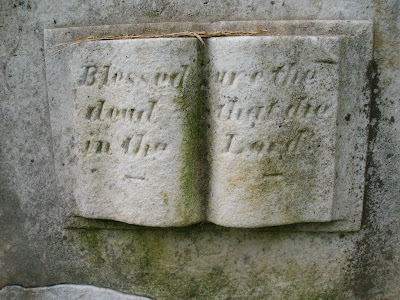 Blessed are the
dead that die
in the Lord